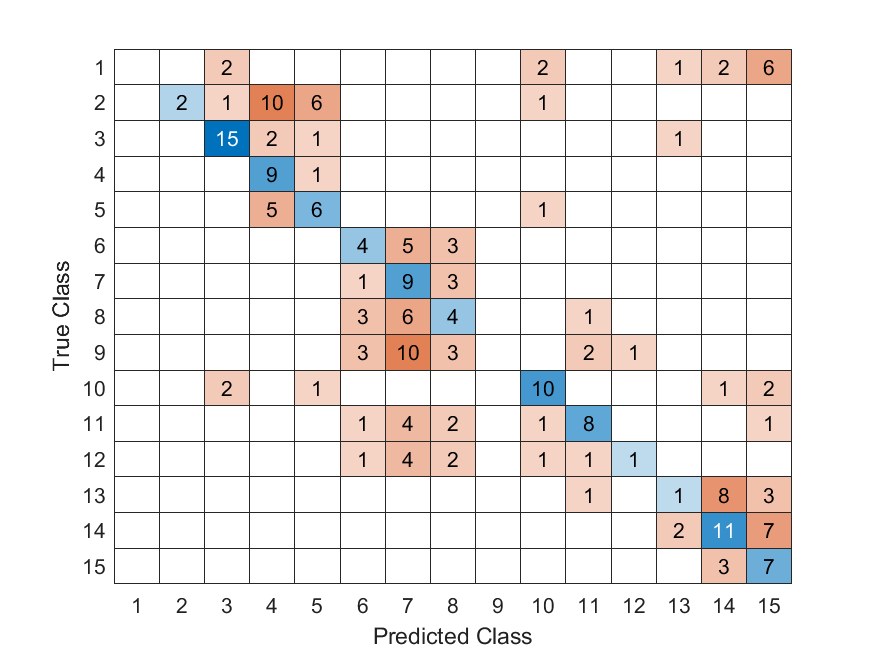 1 2 2 1 2 6
2 2 1 10 6 1
3 15 2 1 1
4 9 1
5 5 6 1
6 4 5 3
7 1 9 3
8 3 6 4 1
9 3 10 3 2 1
10 2 1 10 1 2
11 1 4 2 1 8 1
12 1 4 2 1 1 1
13 1 1 8 3
14 2 11 7
15 3 7
1 2 3 4 5 6 7 8 9 10 11 12 13 14 15
Predicted Class
True Class